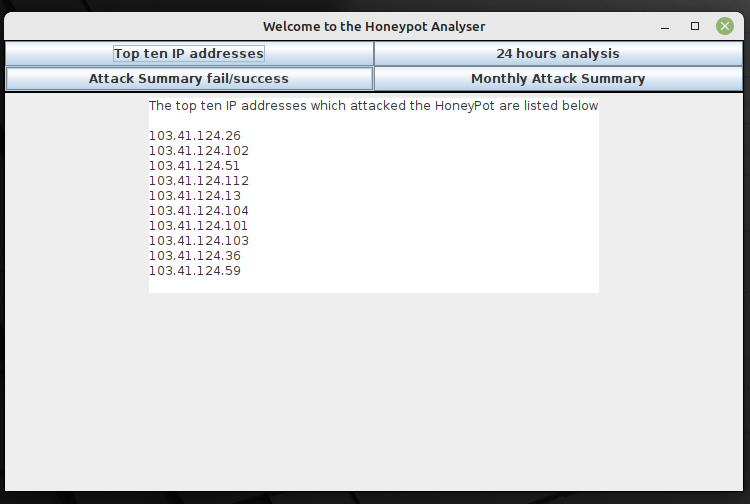 Welcome to the Honeypot Analyser
Top ten IP addresses
24 hours analysis
Attack Summary fail/success
Monthly Attack Summary
The top ten IP addresses which attacked the HoneyPot are listed below
103.41.124.26
103.41.124.102
103.41.124.51
103.41.124.112
103.41.124.13
103.41.124.104
103.41.124.101
103.41.124.103
103.41.124.36
103.41.124.59